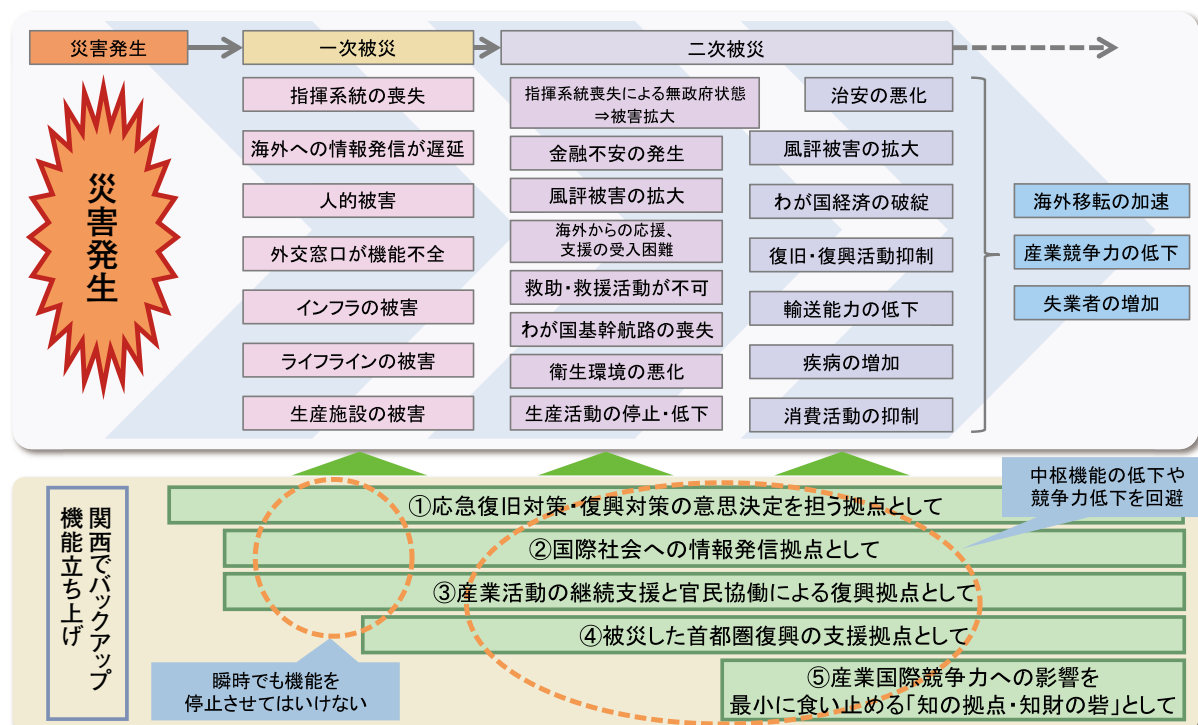 災害発生
一次被災
二次被災
災害発生
指揮系統の喪失
海外への情報発信が遅延
人的被害
外交窓口が機能不全
インフラの被害
ライフラインの被害
生産施設の被害
指揮系統喪失による無政府状態
⇒被害拡大
金融不安の発生
風評被害の拡大
海外からの応援、
支援の受入困難
救助・救援活動が不可
わが国基幹航路の喪失
衛生環境の悪化
生産活動の停止・低下
治安の悪化
風評被害の拡大
わが国経済の破綻
復旧・復興活動抑制
輸送能力の低下
疾病の増加
消費活動の抑制
海外移転の加速
産業競争力の低下
失業者の増加
関西でバックアップ
機能立ち上げ
中枢機能の低下や
競争力低下を回避
①応急復旧対策・復興対策の意思決定を担う拠点として
②国際社会への情報発信拠点として
③産業活動の継続支援と官民協働による復興拠点として
④被災した首都圏復興の支援拠点として
⑤産業国際競争力への影響を
最小に食い止める「知の拠点・知財の砦」として
瞬時でも機能を
停止させてはいけない